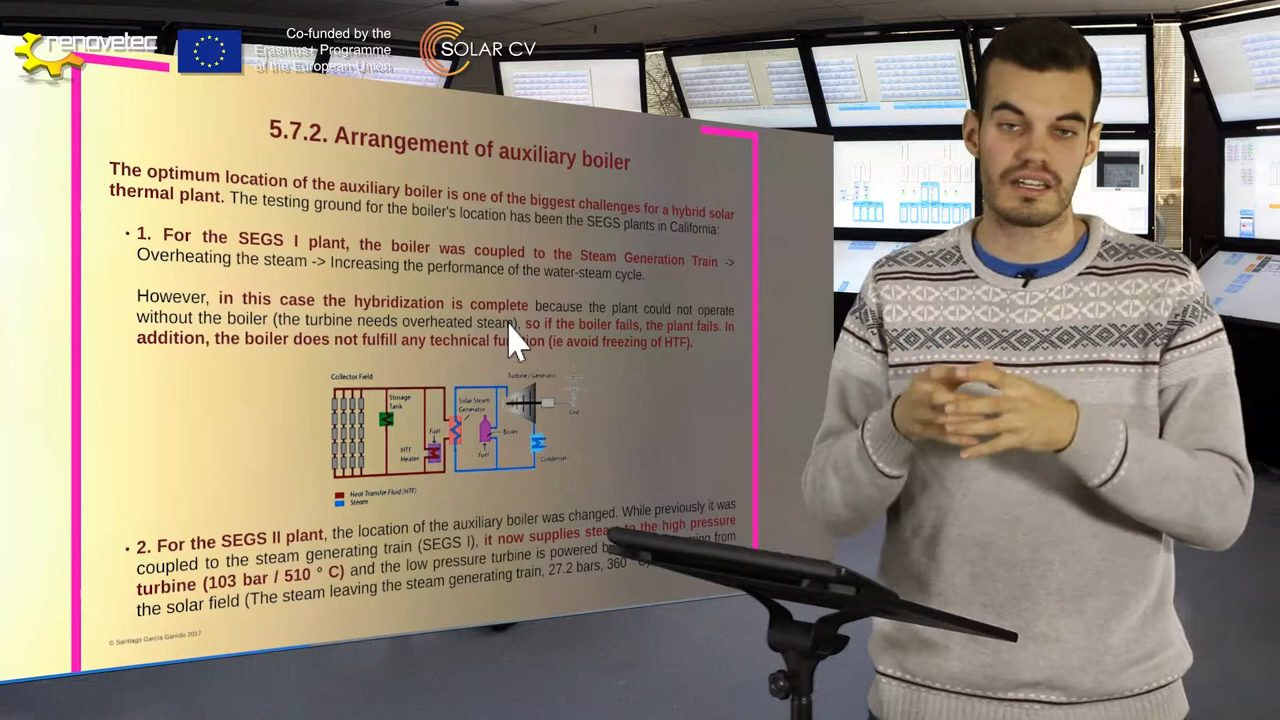 renovetec
Co-funded by the
Erasmus+ Programme
of the European Union
SOLAR CV
5.7.2. Arrangement of auxiliary boiler
The optimum location of the auxiliary boiler is one of the biggest challenges for a hybrid solar
thermal plant. The testing ground for the boiler's location has been the SEGS plants in California:
• 1. For the SEGS I plant, the boiler was coupled to the Steam Generation Train ->
Overheating the steam -> Increasing the performance of the water-steam cycle.
However, in this case the hybridization is complete because the plant could not operate
without the boiler (the turbine needs overheated steam), so if the boiler fails, the plant fails. In
addition, the boiler does not fulfill any technical function (ie avoid freezing of HTF).
Collector Field
Turbine / Generator
Storage
Tank
Solar Steam
Generator
Grid
Fuel
Boiler
HTF
Heater
Fuel
Condenser
Heat Transfer Fluid (HTF)
Steam
• 2. For the SEGS II plant, the location of the auxiliary boiler was changed. While previously it was
coupled to the steam generating train (SEGS I), it now supplies steam to the high pressure
turbine (103 bar / 510 ° C) and the low pressure turbine is powered from
the solar field (The steam leaving the steam generating train, 27.2 bars, 360
© Santiago García Garrido 2017